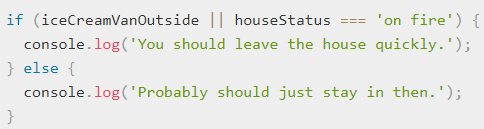 if (iceCreamVanOutside || houseStatus === 'on fire') {
  console.log('You should leave the house quickly.');
} else {
  console.log('Probably should just stay in then.');
}